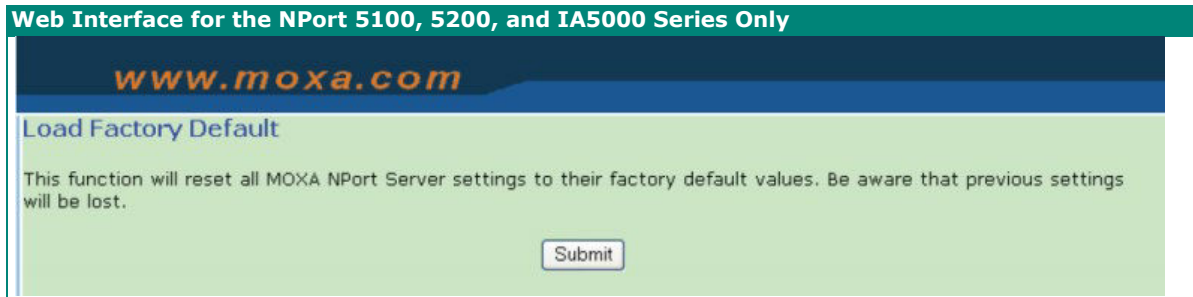 Web Interface for the NPort 5100, 5200, and IA5000 Series Only
www.moxa.com
Load Factory Default
This function will reset all MOXA NPort Server settings to their factory default values. Be aware that previous settings
will be lost.
Submit